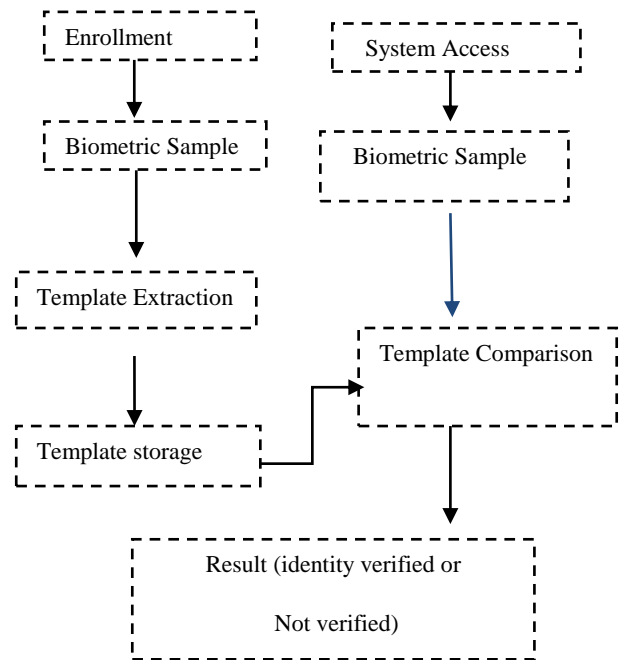 Enrollment
System Access
Biometric Sample
Biometric Sample
Template Extraction
Template Comparison
Template storage
Result (identity verified or
Not verified)